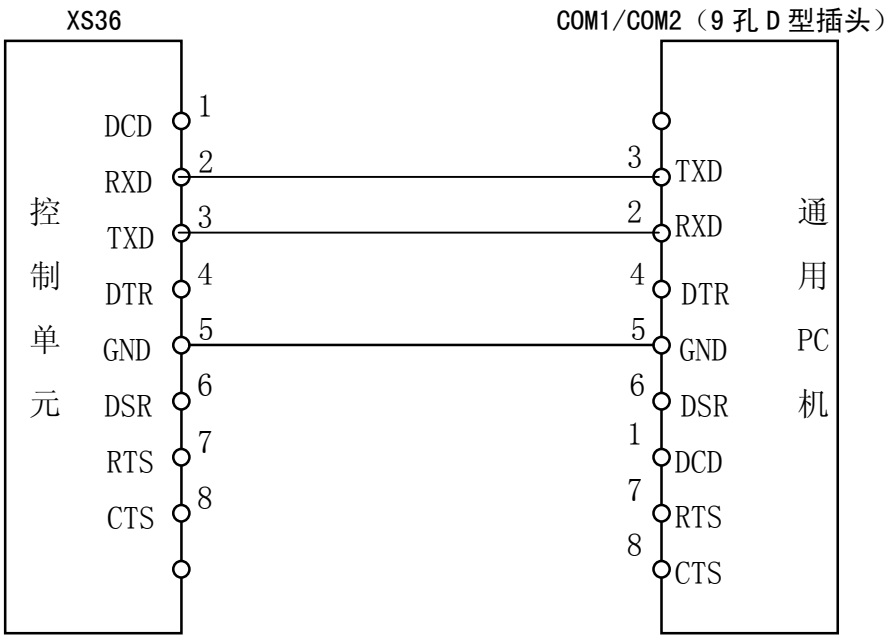 XS36
COM1/COM2（9 孔 D 型插头）
控制单元
DCD 1
RXD 2
TXD 3
DTR 4
GND 5
DSR 6
RTS 7
CTS 8
3 TXD
2 RXD
4 DTR
5 GND
6 DSR
1 DCD
7 RTS
8 CTS
通用PC机